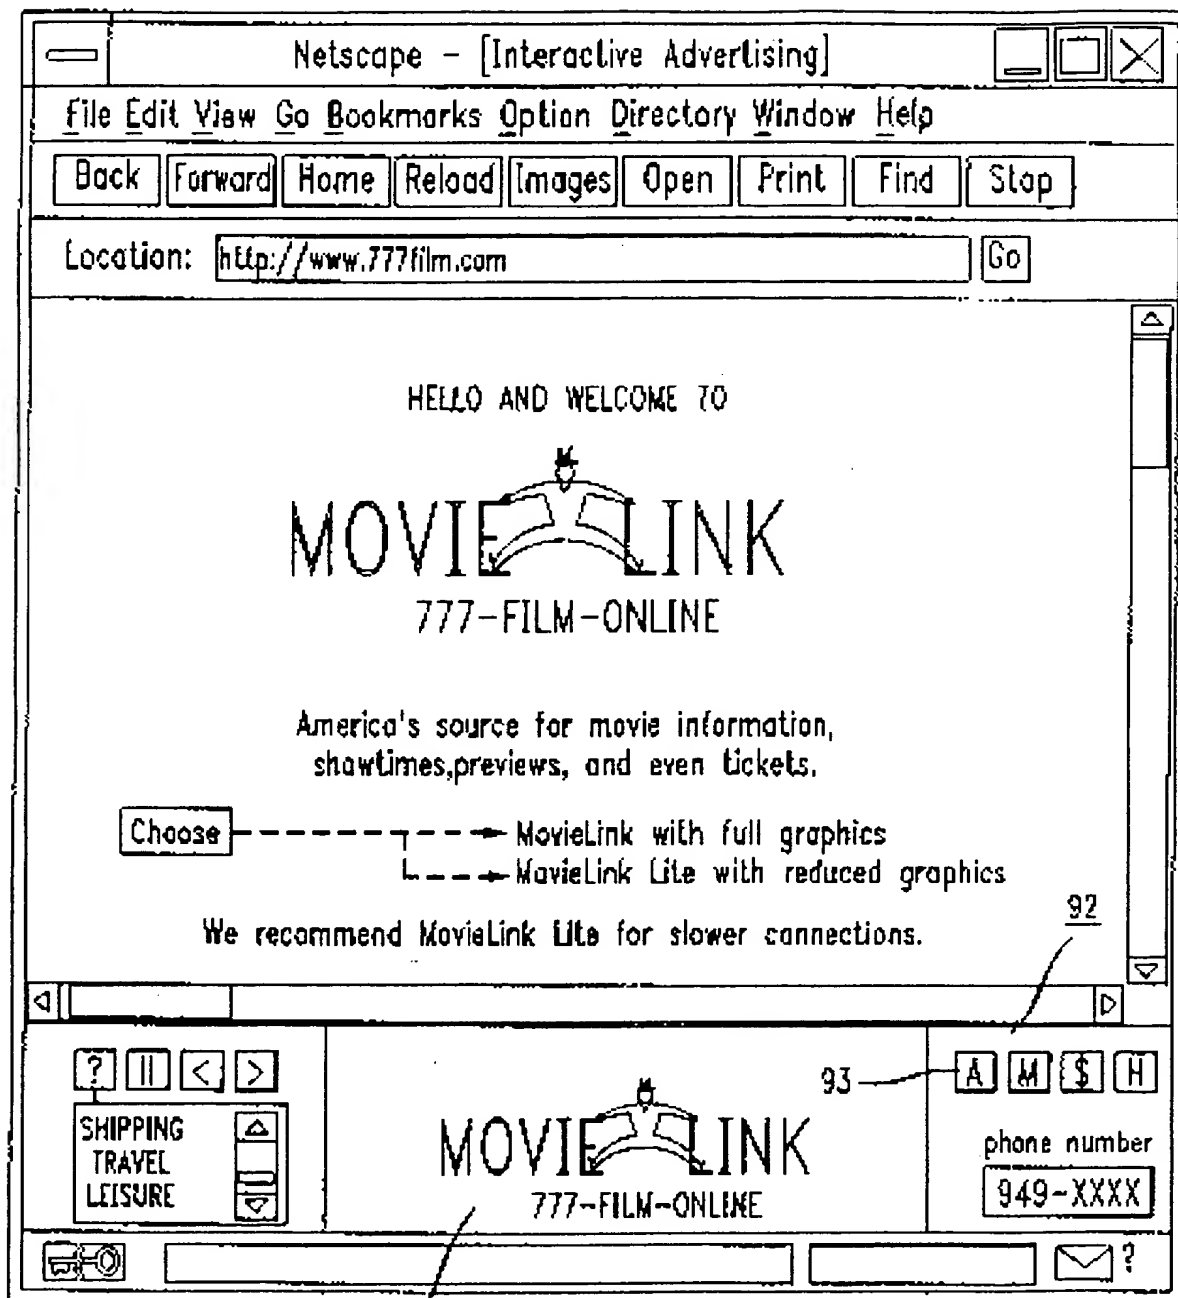 Netscape - [Interactive Advertising]
File Edit View Go Bookmarks Option Directory Window Help
Back Forward Home Reload Images Open Print Find Stop
Location: http://www.777film.com Go
HELLO AND WELCOME TO
MOVIE LINK
777-FILM-ONLINE
America's source for movie information,
showtimes,previews, and even tickets.
Choose MovieLink with full graphics
MovieLink Lite with reduced graphics
We recommend MovieLink Lite for slower connections.
92
? || < >
93 A M $ H
SHIPPING
TRAVEL
LEISURE
MOVIE LINK
777-FILM-ONLINE
phone number
949-XXXX
?